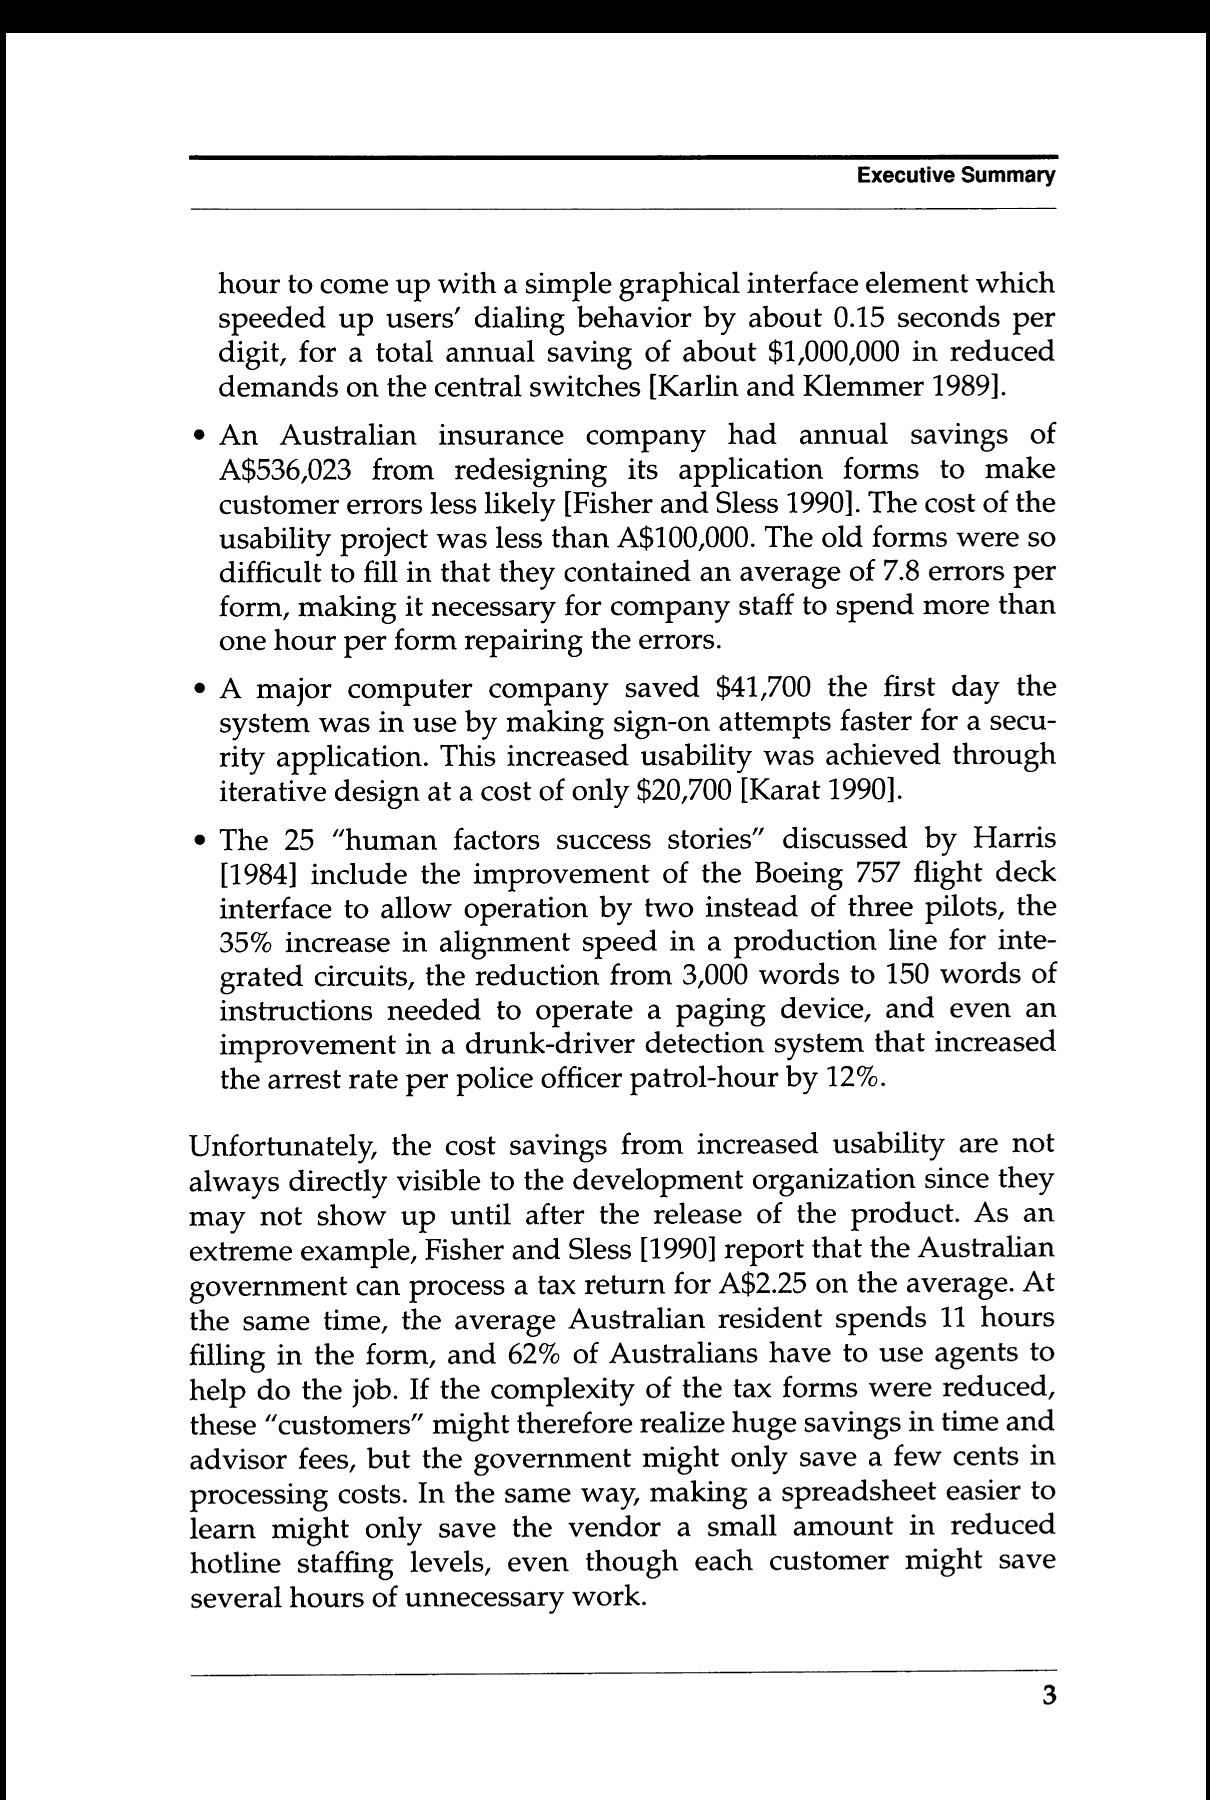 Executive Summary
hour to come up with a simple graphical interface element which
speeded up users' dialing behavior by about 0.15 seconds per
digit, for a total annual saving of about $1,000,000 in reduced
demands on the central switches [Karlin and Klemmer 1989].
• An Australian insurance company had annual savings of
A$536,023 from redesigning its application forms to make
customer errors less likely [Fisher and Sless 1990]. The cost of the
usability project was less than A$100,000. The old forms were so
difficult to fill in that they contained an average of 7.8 errors per
form, making it necessary for company staff to spend more than
one hour per form repairing the errors.
• A major computer company saved $41,700 the first day the
system was in use by making sign-on attempts faster for a secu-
rity application. This increased usability was achieved through
iterative design at a cost of only $20,700 [Karat 1990].
• The 25 "human factors success stories" discussed by Harris
[1984] include the improvement of the Boeing 757 flight deck
interface to allow operation by two instead of three pilots, the
35% increase in alignment speed in a production line for inte-
grated circuits, the reduction from 3,000 words to 150 words of
instructions needed to operate a paging device, and even an
improvement in a drunk-driver detection system that increased
the arrest rate per police officer patrol-hour by 12%.
Unfortunately, the cost savings from increased usability are not
always directly visible to the development organization since they
may not show up until after the release of the product. As an
extreme example, Fisher and Sless [1990] report that the Australian
government can process a tax return for A$2.25 on the average. At
the same time, the average Australian resident spends 11 hours
filling in the form, and 62% of Australians have to use agents to
help do the job. If the complexity of the tax forms were reduced,
these "customers" might therefore realize huge savings in time and
advisor fees, but the government might only save a few cents in
processing costs. In the same way, making a spreadsheet easier to
learn might only save the vendor a small amount in reduced
hotline staffing levels, even though each customer might save
several hours of unnecessary work.
3